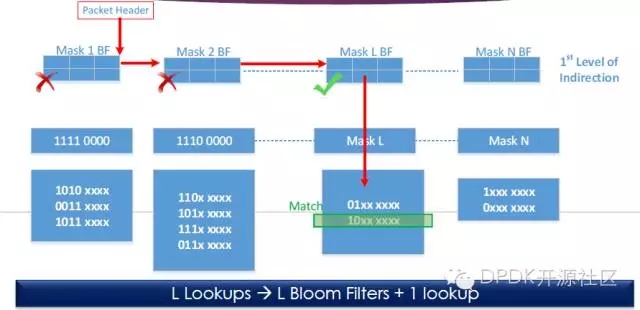 Packet Header
Mask 1 BF
Mask 2 BF
Mask L BF
Mask N BF
1st Level of
Indirection
1111 0000
1110 0000
Mask L
Mask N
1010 xxxx
0011 xxxx
1011 xxxx
110x xxxx
101x xxxx
111x xxxx
011x xxxx
Match
01xx xxxx
10xx xxxx
1xxx xxxx
0xxx xxxx
L Lookups → L Bloom Filters + 1 lookup
DPDK开源社区